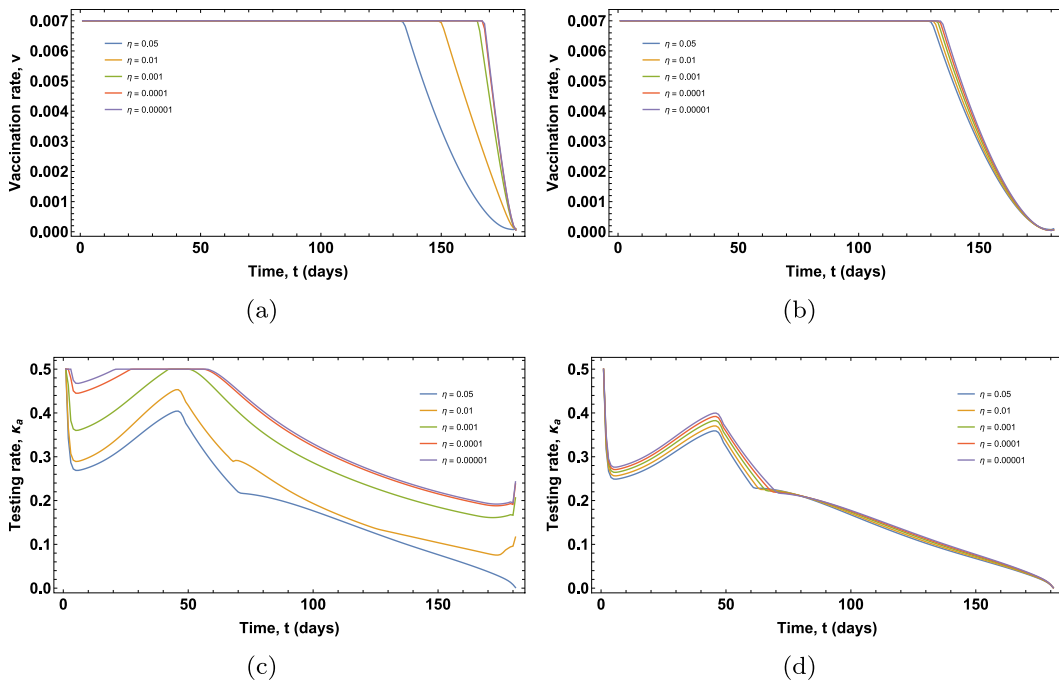 0.007
0.006
0.005
0.004
0.003
0.002
0.001
0.000
Vaccination rate, v
η = 0.05
η = 0.01
η = 0.001
η = 0.0001
η = 0.00001
0 50 100 150
Time, t (days)
(a)
0.007
0.006
0.005
0.004
0.003
0.002
0.001
0.000
Vaccination rate, v
η = 0.05
η = 0.01
η = 0.001
η = 0.0001
η = 0.00001
0 50 100 150
Time, t (days)
(b)
0.5
0.4
0.3
0.2
0.1
0.0
Testing rate, κₐ
η = 0.05
η = 0.01
η = 0.001
η = 0.0001
η = 0.00001
0 50 100 150
Time, t (days)
(c)
0.5
0.4
0.3
0.2
0.1
0.0
Testing rate, κₐ
η = 0.05
η = 0.01
η = 0.001
η = 0.0001
η = 0.00001
0 50 100 150
Time, t (days)
(d)